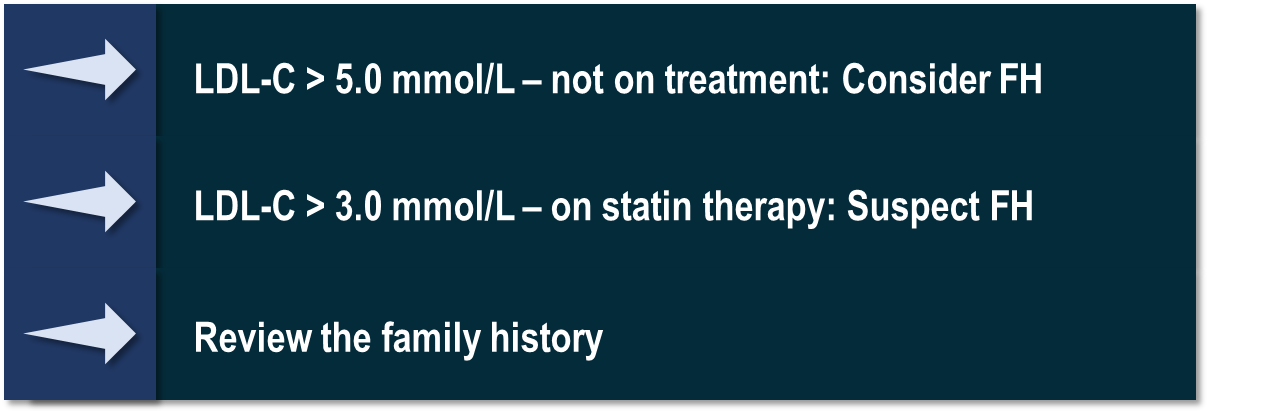 LDL-C > 5.0 mmol/L – not on treatment: Consider FH
LDL-C > 3.0 mmol/L – on statin therapy: Suspect FH
Review the family history